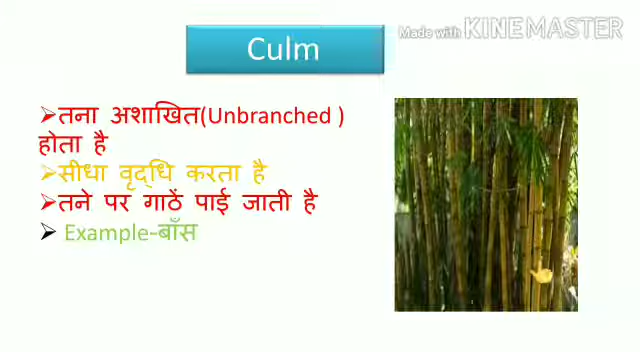 Made with KINEMASTER
Culm
➢तना अशाखित(Unbranched )
होता है
➢सीधा वृद्धि करता है
➢तने पर गाठें पाई जाती है
➢ Example-बाँस